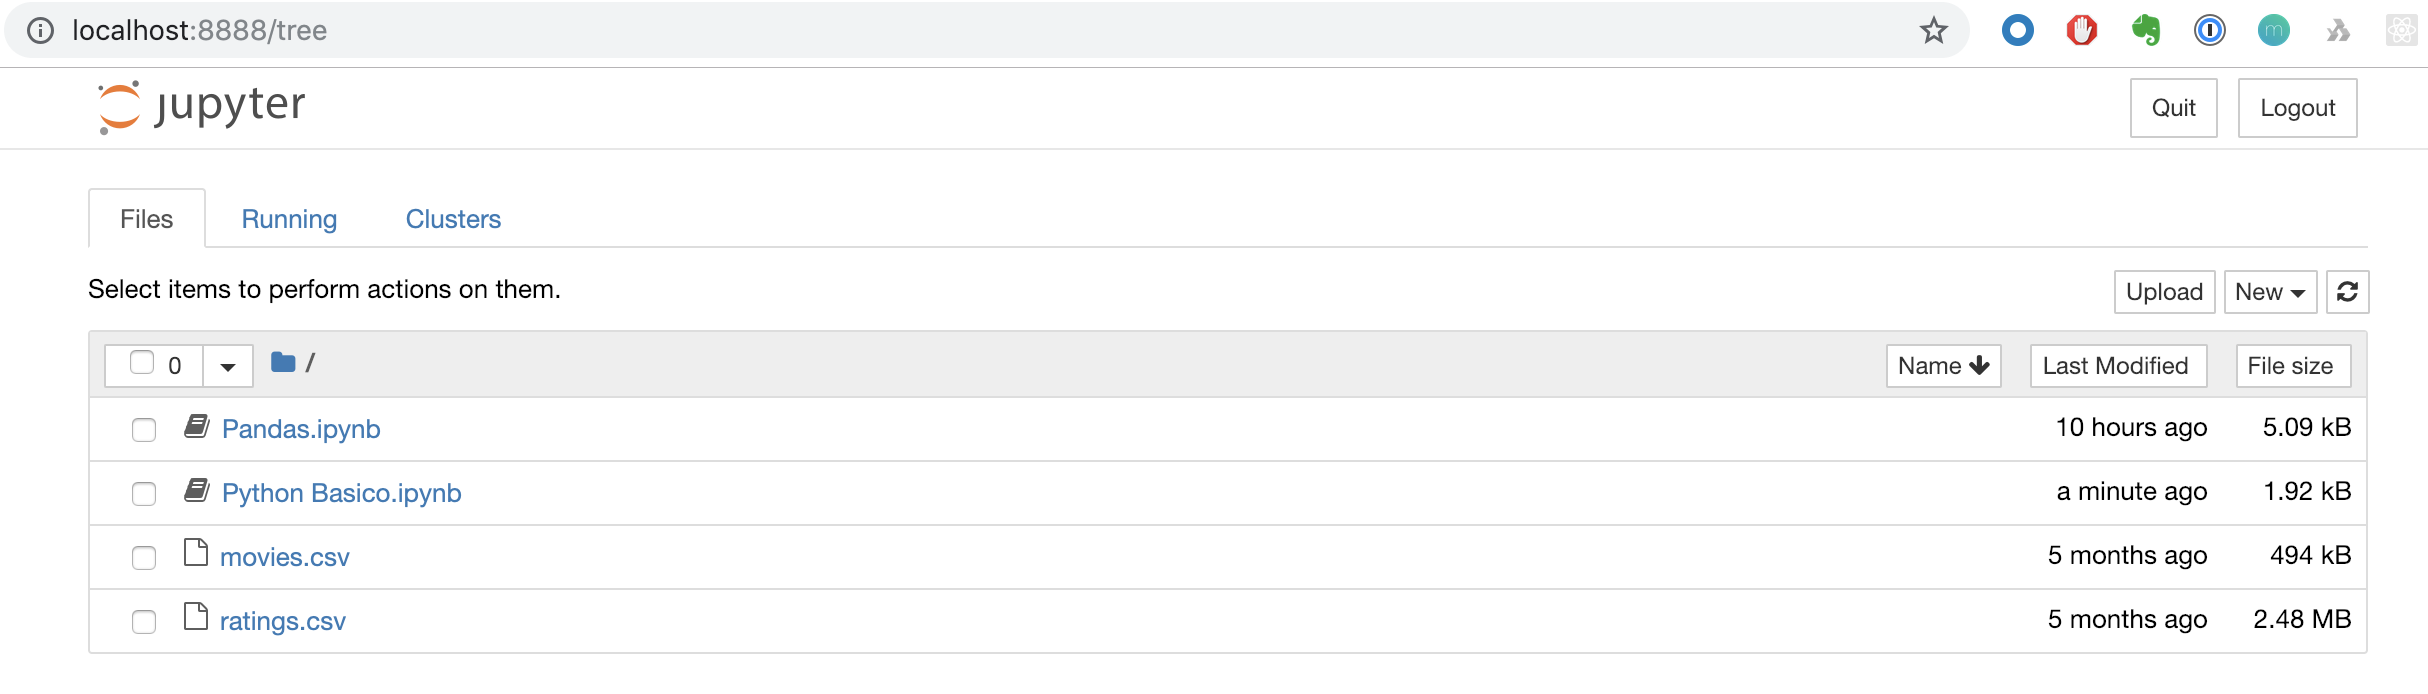 localhost:8888/tree
jupyter
Quit Logout
Files Running Clusters
Select items to perform actions on them.
Upload New
0 / Name Last Modified File size
Pandas.ipynb 10 hours ago 5.09 kB
Python Basico.ipynb a minute ago 1.92 kB
movies.csv 5 months ago 494 kB
ratings.csv 5 months ago 2.48 MB